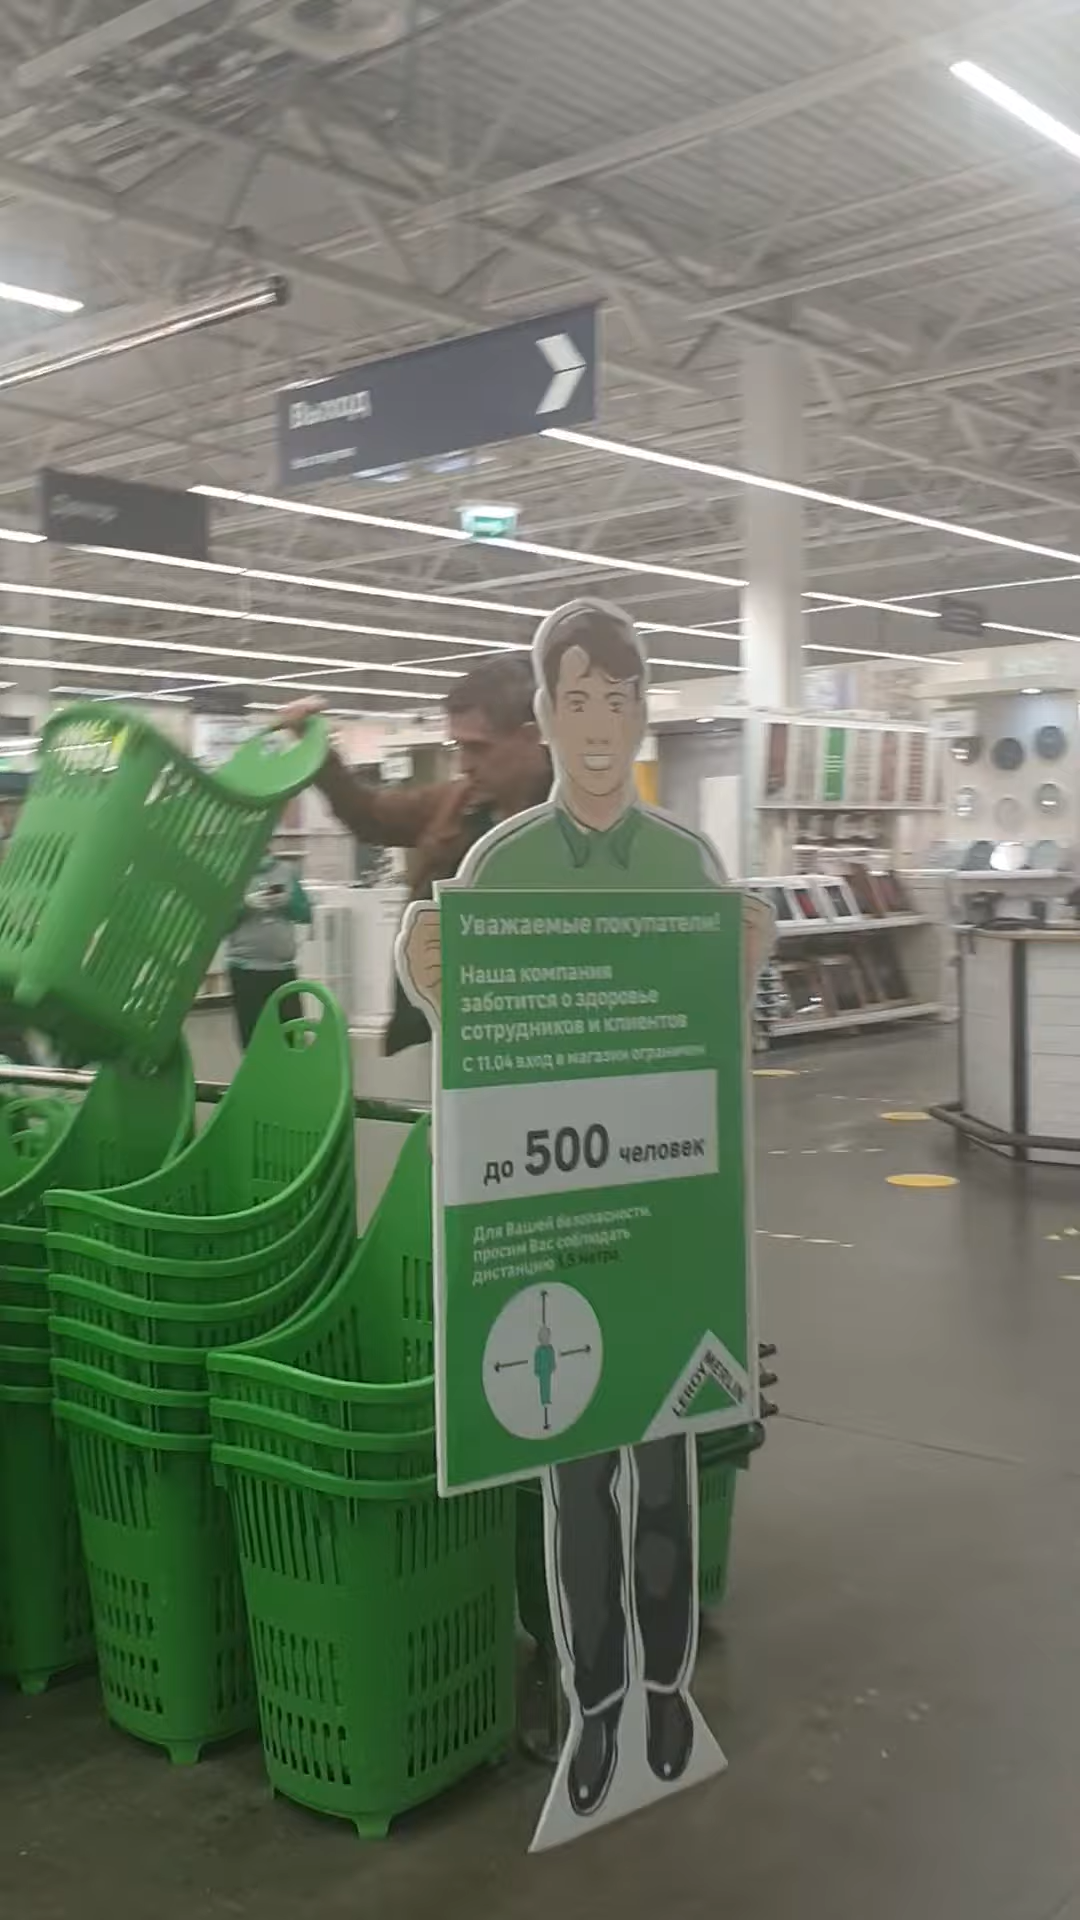 Выход
Уважаемые покупатели!
Наша компания
заботится о здоровье
сотрудников и клиентов
С 11.04 вход в магазин ограничен
до 500 человек
Для Вашей безопасности,
просим Вас соблюдать
дистанцию 1,5 метра
LEROY MERLIN